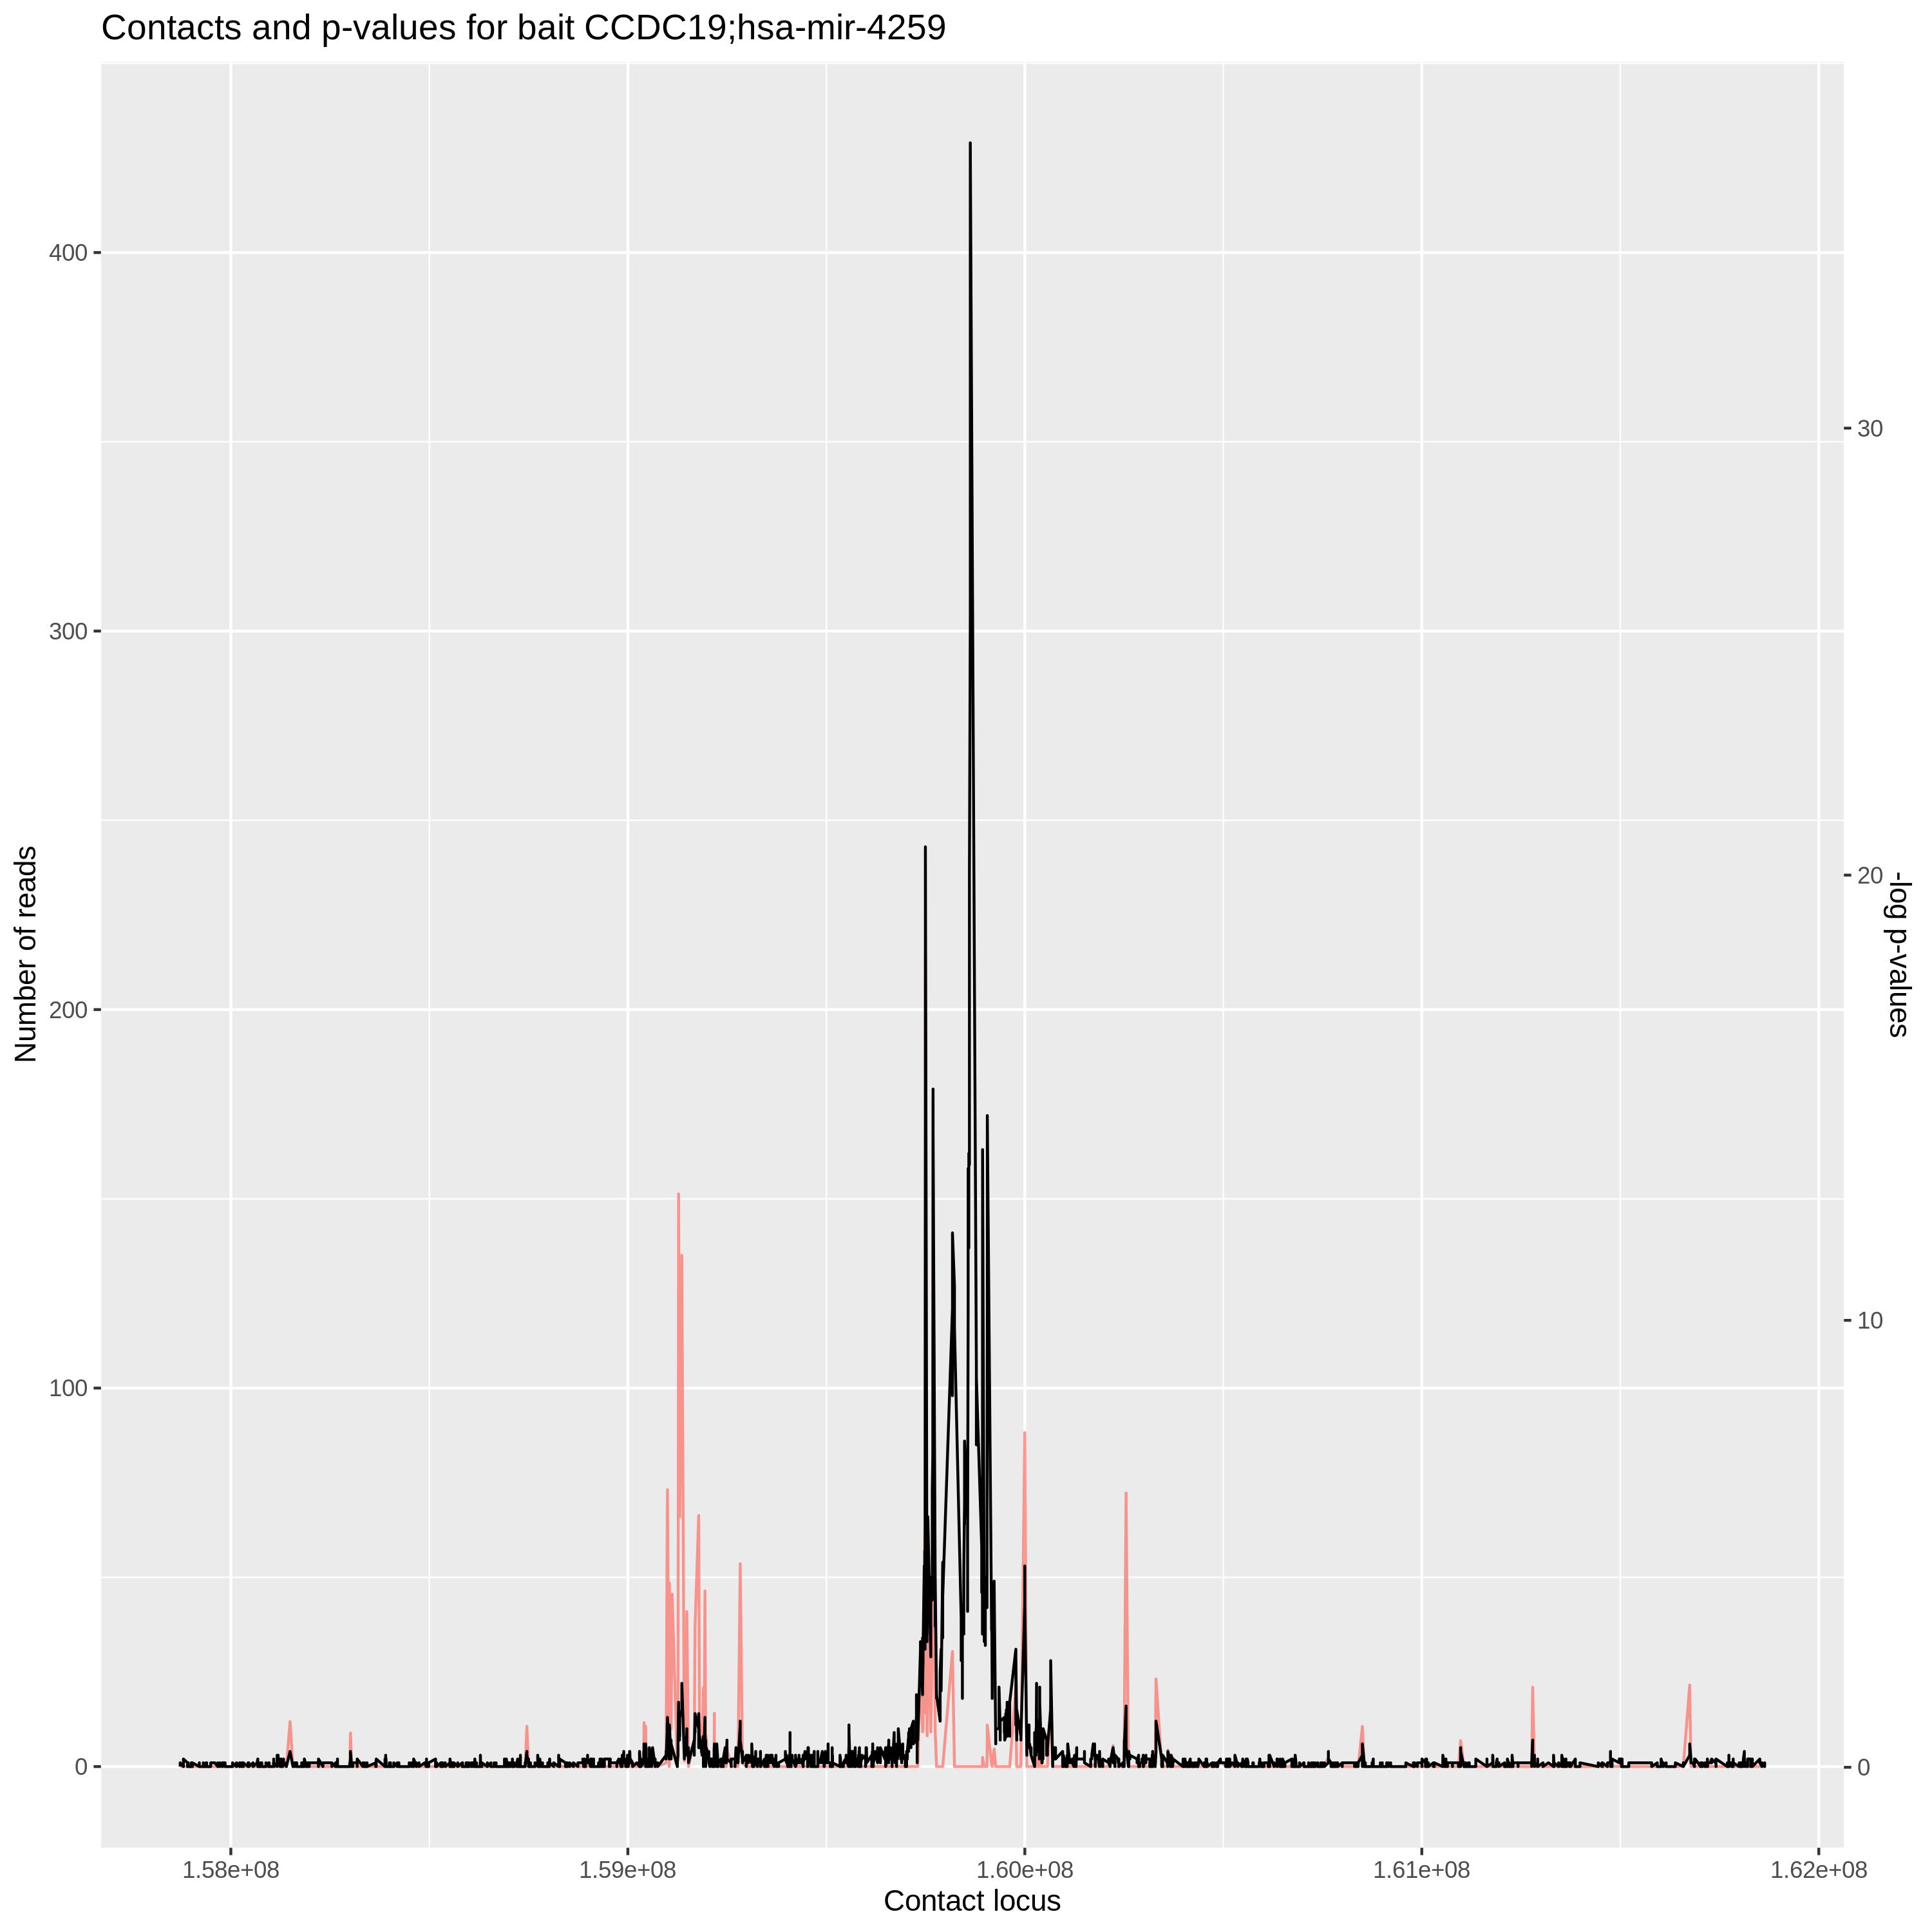 Contacts and p-values for bait CCDC19;hsa-mir-4259
400
300
200
100
0
Number of reads
30
20
10
0
-log p-values
1.58e+08
1.59e+08
1.60e+08
1.61e+08
1.62e+08
Contact locus